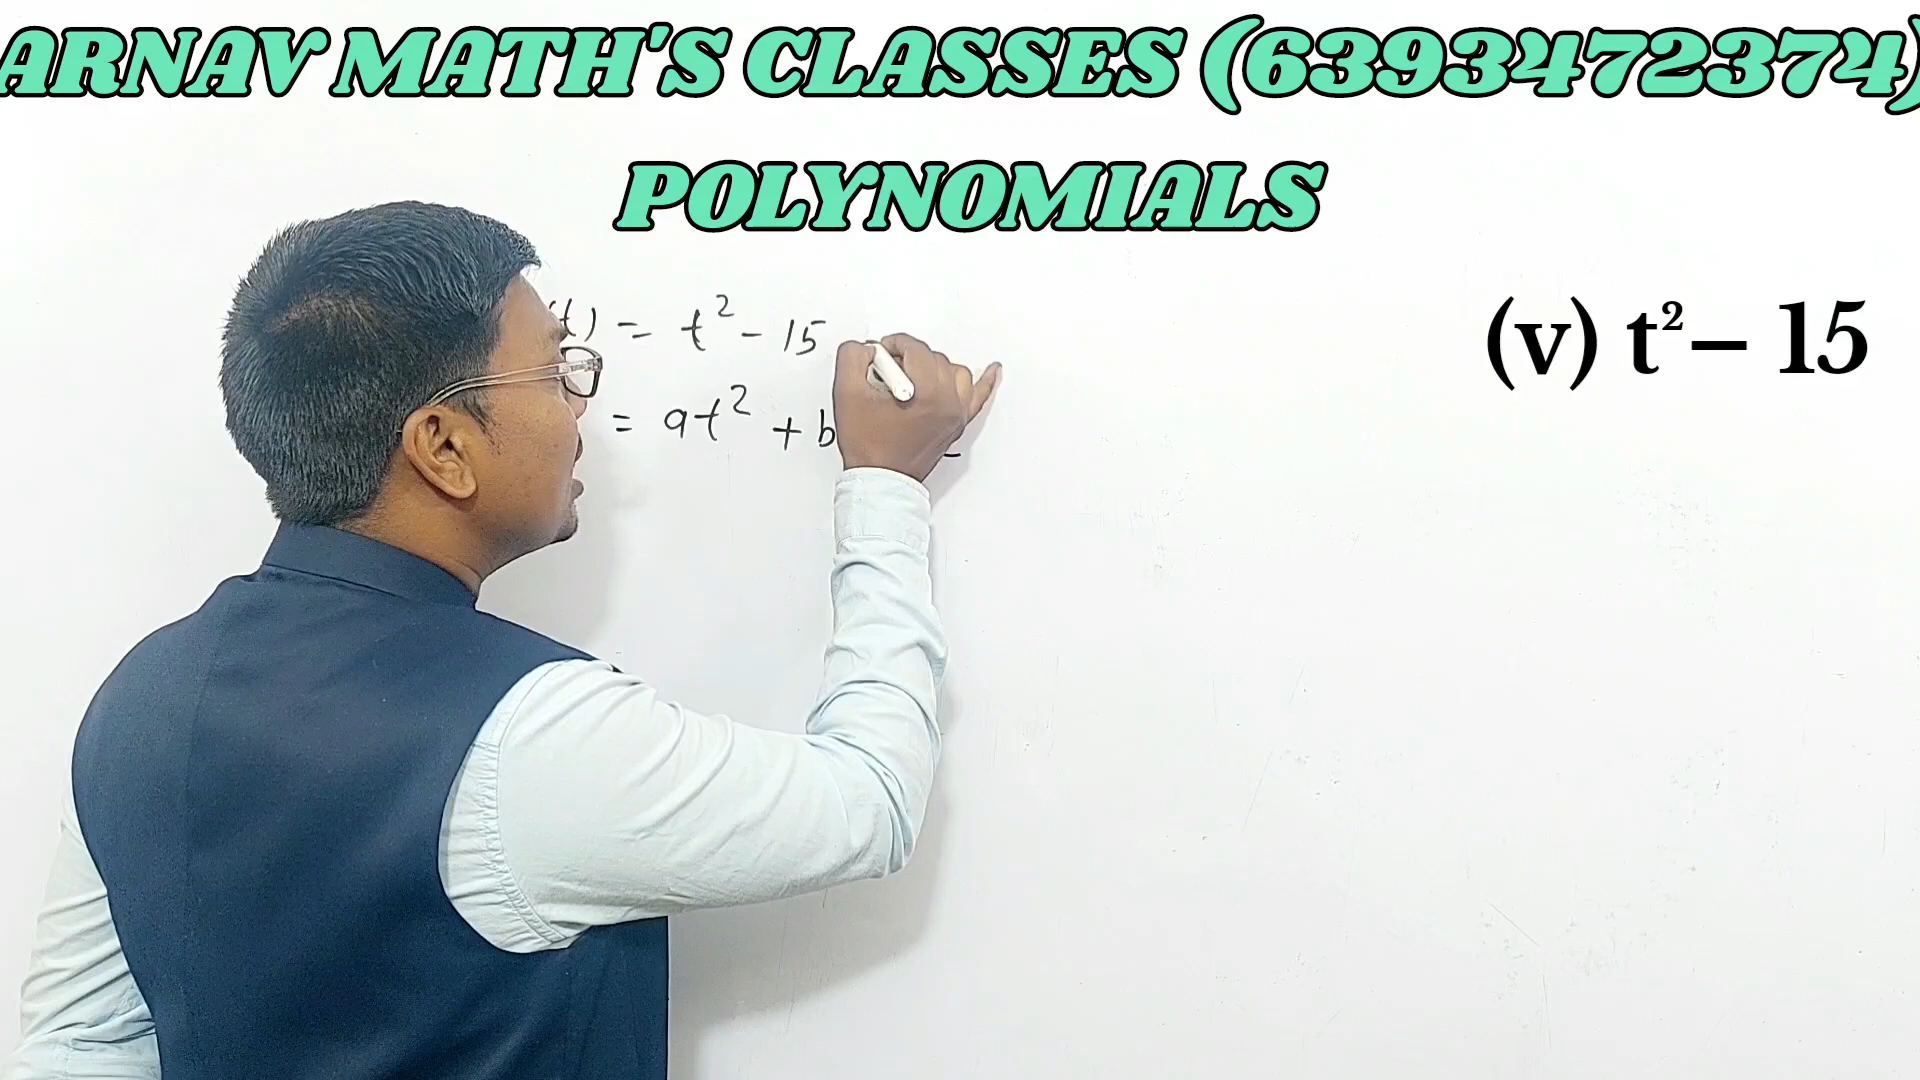 ARNAV MATH'S CLASSES (6393472374)
POLYNOMIALS
(t) = t² - 15
= at² + b
(v) t² – 15